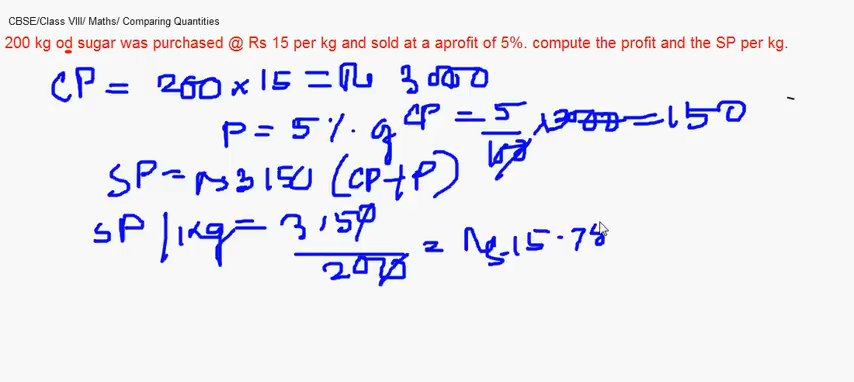 CBSE/Class VIII/ Maths/ Comparing Quantities
200 kg od sugar was purchased @ Rs 15 per kg and sold at a aprofit of 5%. compute the profit and the SP per kg.
CP = 200 × 15 = Rs 3000
P = 5% of CP = 5/100 × 3000 = 150
SP = Rs 3150 (CP+P)
SP/1kg = 3150/200 = Rs.15.75